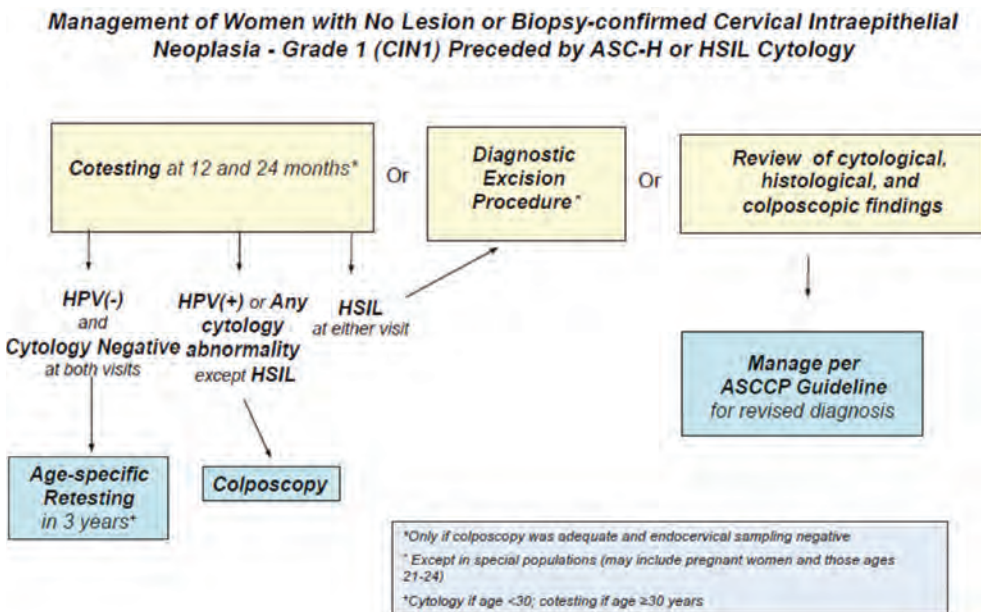 Management of Women with No Lesion or Biopsy-confirmed Cervical Intraepithelial
Neoplasia - Grade 1 (CIN1) Preceded by ASC-H or HSIL Cytology
Cotesting at 12 and 24 months*
Or
Diagnostic
Excision
Procedure^
Or
Review of cytological,
histological, and
colposcopic findings
HPV(-)
and
Cytology Negative
at both visits
HPV(+) or Any
cytology
abnormality
except HSIL
HSIL
at either visit
Manage per
ASCCP Guideline
for revised diagnosis
Age-specific
Retesting
in 3 years+
Colposcopy
*Only if colposcopy was adequate and endocervical sampling negative
^ Except in special populations (may include pregnant women and those ages
21-24)
+Cytology if age <30; cotesting if age ≥30 years